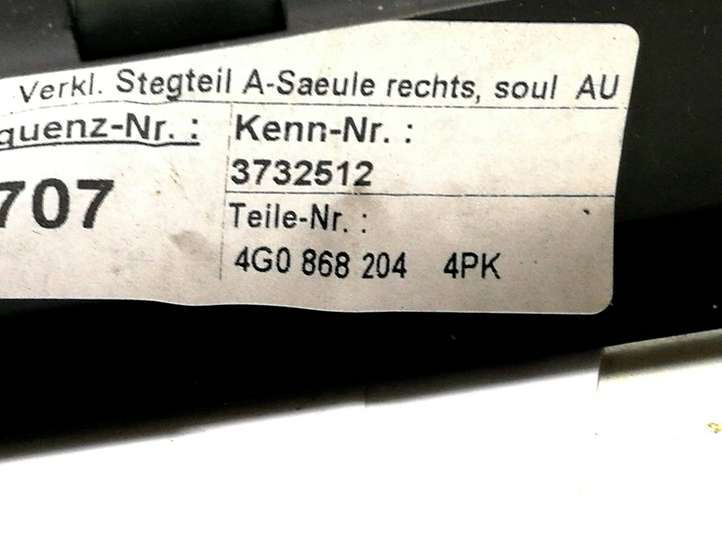 Verkl. Stegteil A-Saeule rechts, soul AU
quenz-Nr. :
Kenn-Nr. :
3732512
707
Teile-Nr. :
4G0 868 204 4PK